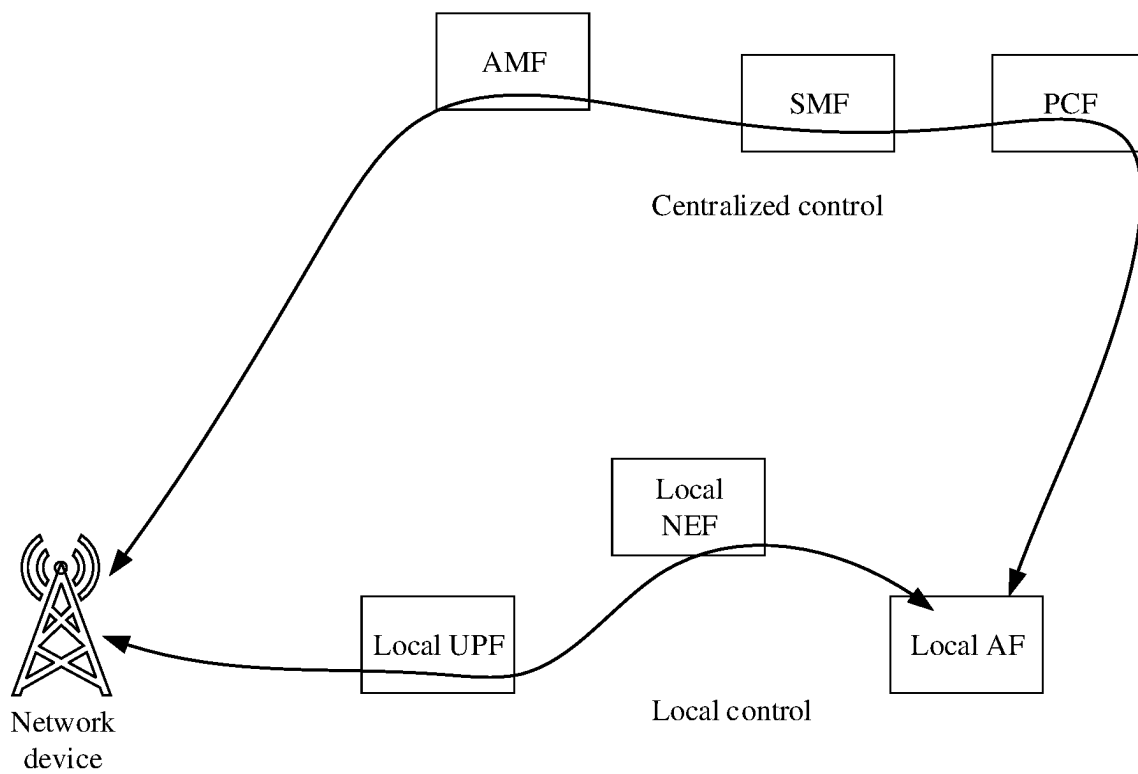 AMF
SMF
PCF
Centralized control
Local
NEF
Local UPF
Local AF
Local control
Network
device